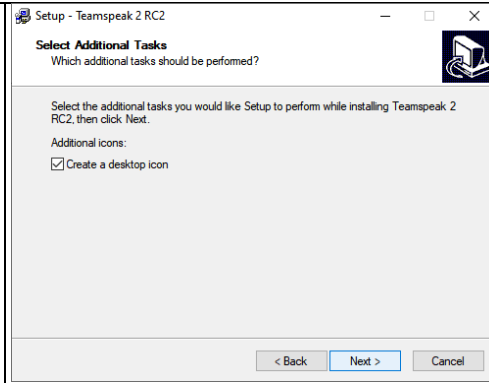 Setup - Teamspeak 2 RC2
Select Additional Tasks
Which additional tasks should be performed?
Select the additional tasks you would like Setup to perform while installing Teamspeak 2
RC2, then click Next.
Additional icons:
Create a desktop icon
< Back Next > Cancel